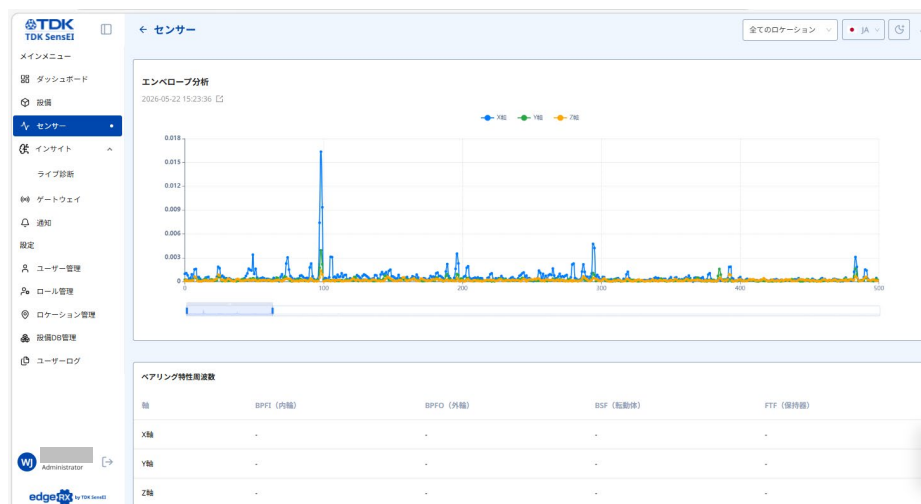 TDK
TDK SensEI
メインメニュー
ダッシュボード
設備
センサー
インサイト
ライブ診断
ゲートウェイ
通知
設定
ユーザー管理
ロール管理
ロケーション管理
設備DB管理
ユーザーログ
WJ
Administrator
edgeRX by TDK SensEI
← センサー
全てのロケーション
JA
エンベロープ分析
2026-05-22 15:23:36
X軸 Y軸 Z軸
0.018
0.015
0.012
0.009
0.006
0.003
0
0 100 200 300 400 500
ベアリング特性周波数
軸 BPFI（内輪） BPFO（外輪） BSF（転動体） FTF（保持器）
X軸 - - - -
Y軸 - - - -
Z軸 - - - -